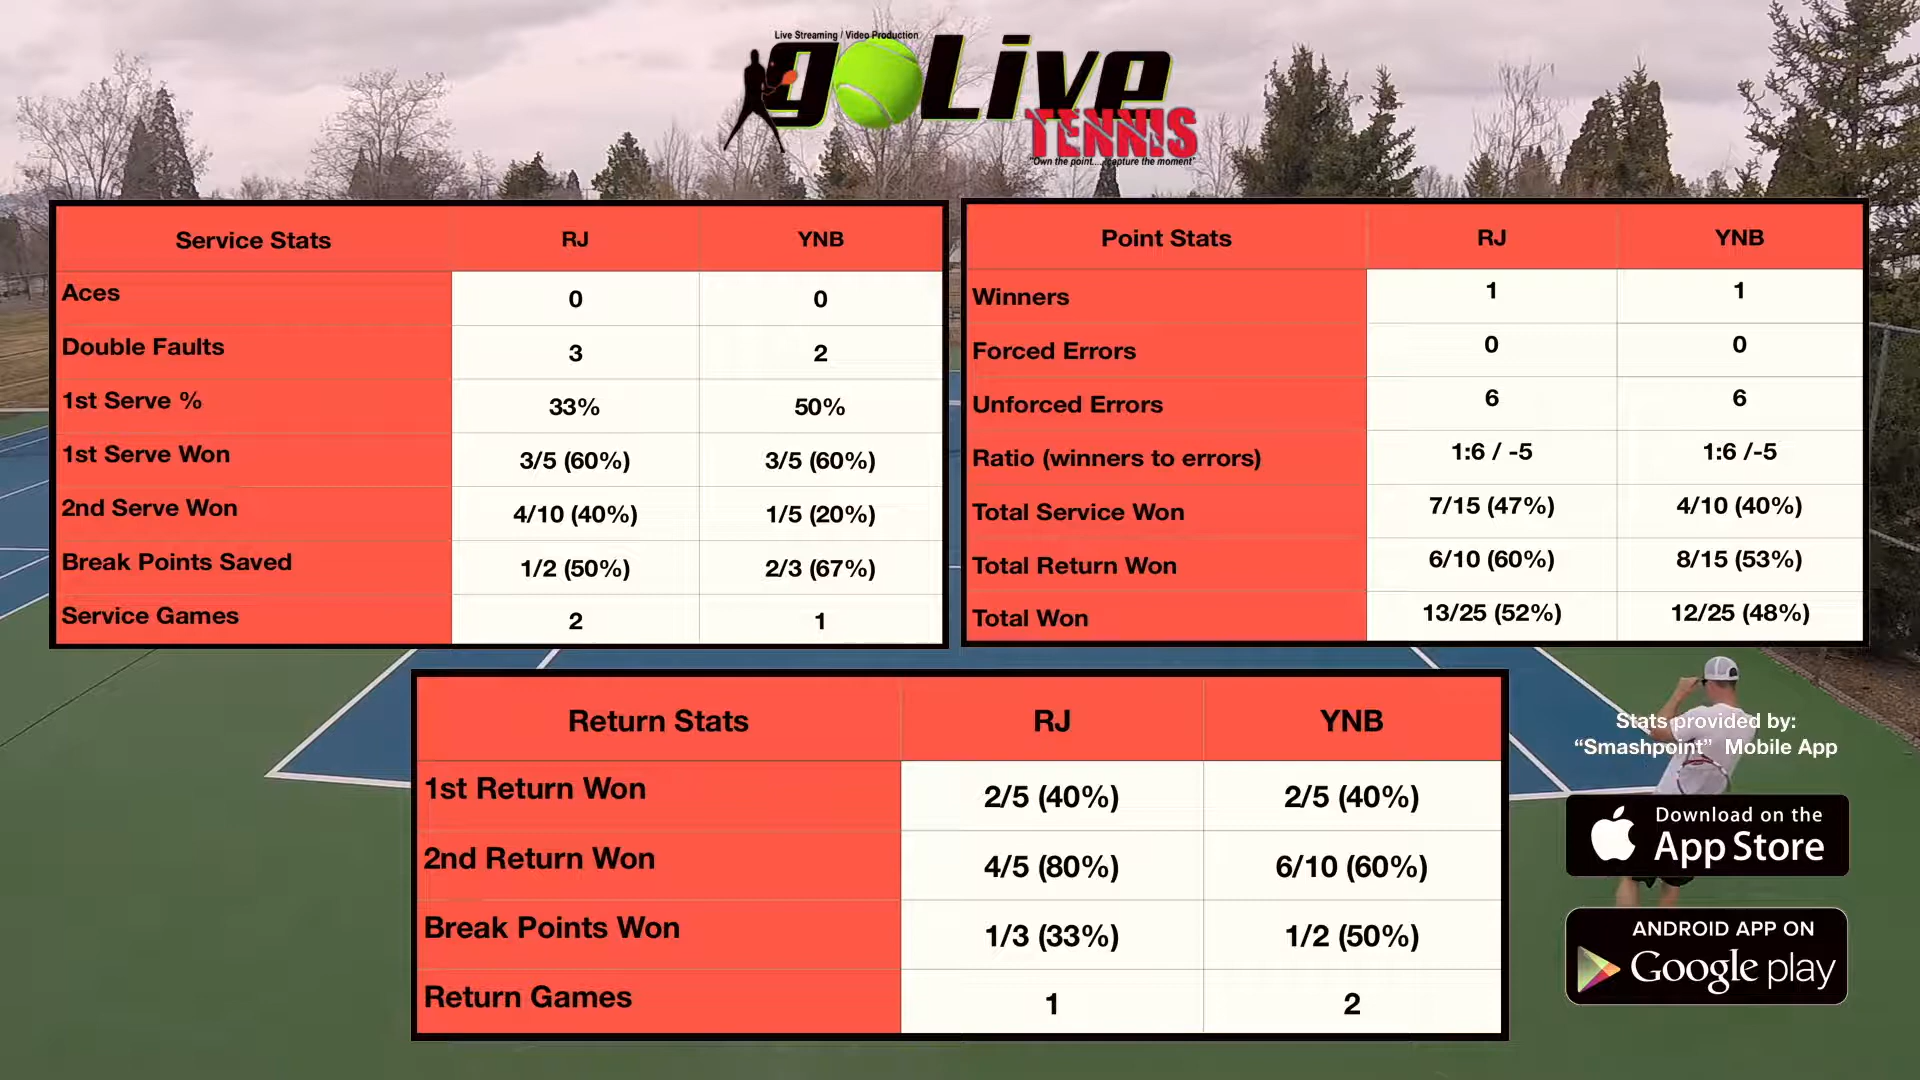 Live Streaming / Video Production
goLive
TENNIS
"Own the point....capture the moment"
Service Stats RJ YNB
Aces 0 0
Double Faults 3 2
1st Serve % 33% 50%
1st Serve Won 3/5 (60%) 3/5 (60%)
2nd Serve Won 4/10 (40%) 1/5 (20%)
Break Points Saved 1/2 (50%) 2/3 (67%)
Service Games 2 1
Point Stats RJ YNB
Winners 1 1
Forced Errors 0 0
Unforced Errors 6 6
Ratio (winners to errors) 1:6 / -5 1:6 /-5
Total Service Won 7/15 (47%) 4/10 (40%)
Total Return Won 6/10 (60%) 8/15 (53%)
Total Won 13/25 (52%) 12/25 (48%)
Return Stats RJ YNB
1st Return Won 2/5 (40%) 2/5 (40%)
2nd Return Won 4/5 (80%) 6/10 (60%)
Break Points Won 1/3 (33%) 1/2 (50%)
Return Games 1 2
Stats provided by:
“Smashpoint” Mobile App
Download on the
App Store
ANDROID APP ON
Google play